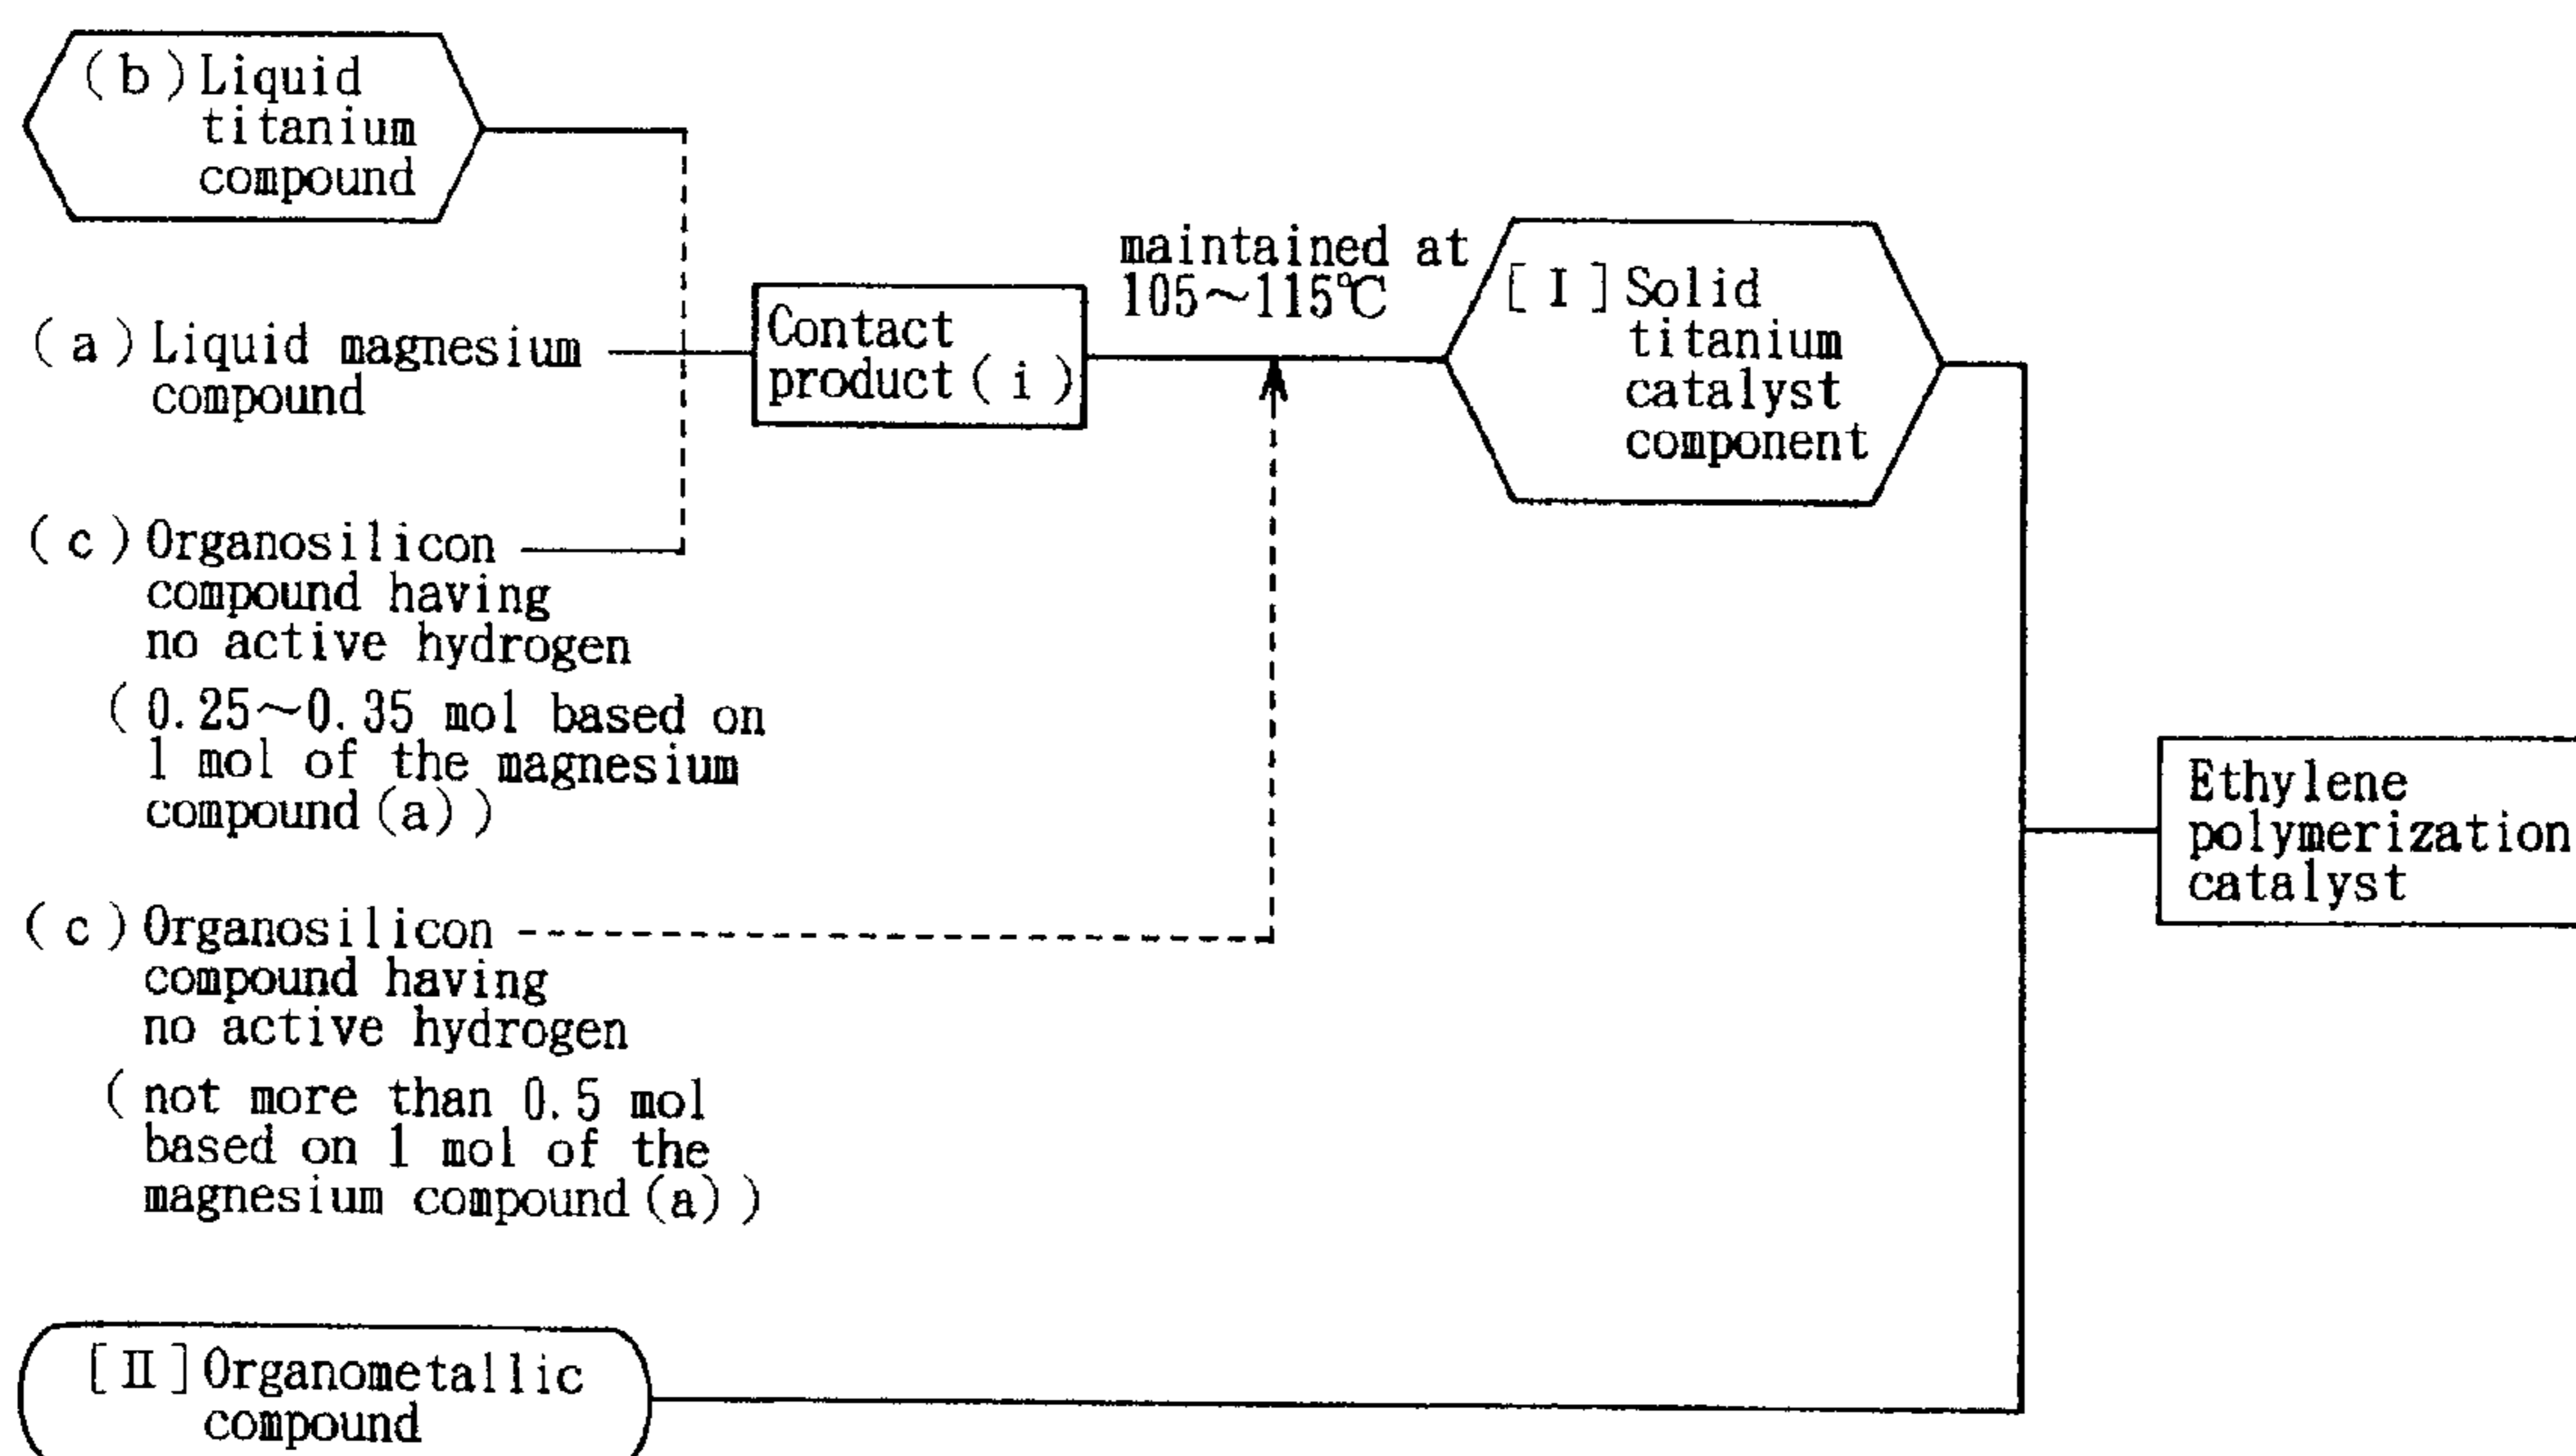 (b) Liquid
titanium
compound
(a) Liquid magnesium
compound
Contact
product (i)
maintained at
105~115℃
[I] Solid
titanium
catalyst
component
(c) Organosilicon
compound having
no active hydrogen
(0.25~0.35 mol based on
1 mol of the magnesium
compound (a))
(c) Organosilicon
compound having
no active hydrogen
(not more than 0.5 mol
based on 1 mol of the
magnesium compound (a))
[II] Organometallic
compound
Ethylene
polymerization
catalyst